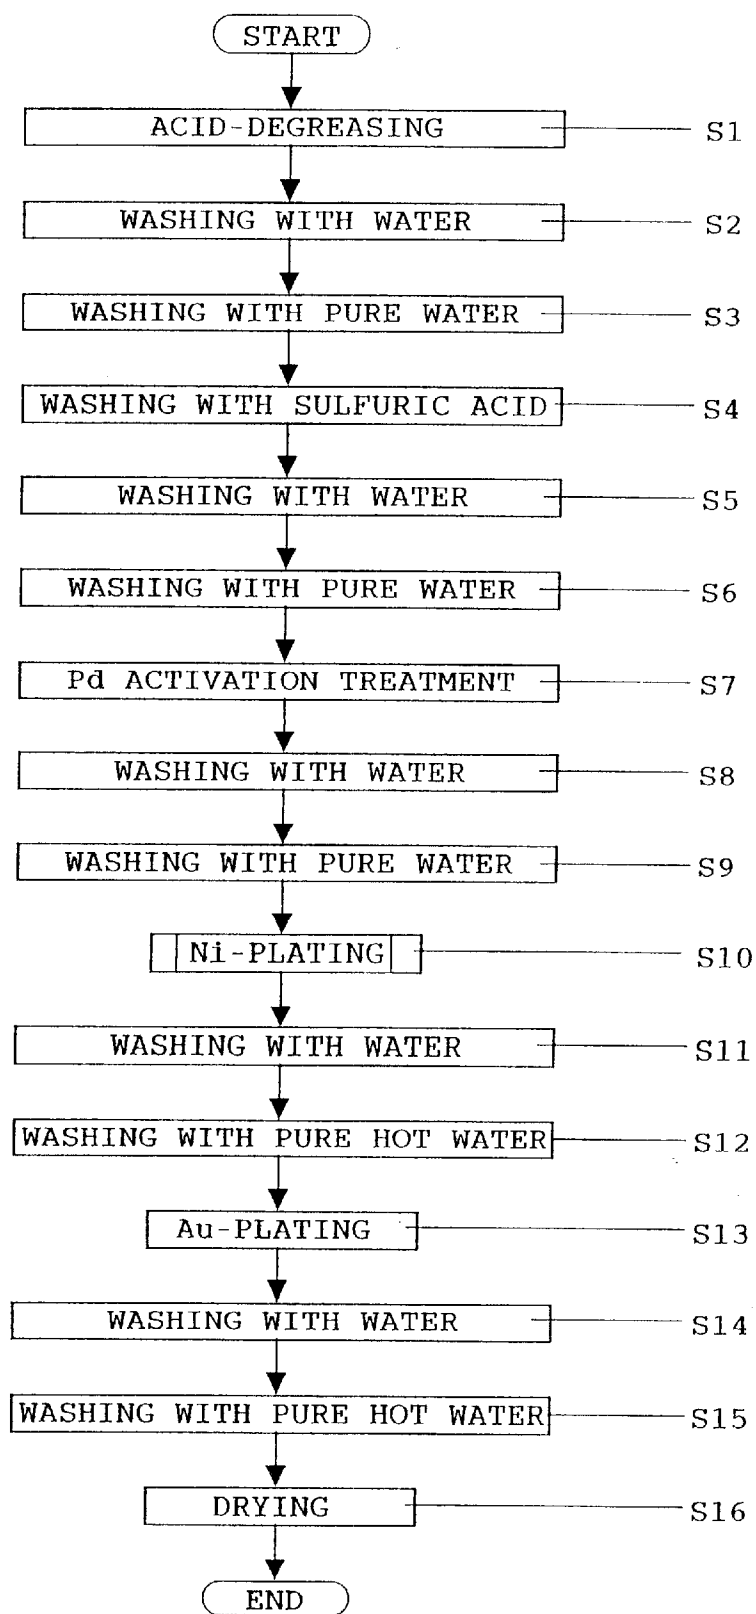 START
ACID-DEGREASING S1
WASHING WITH WATER S2
WASHING WITH PURE WATER S3
WASHING WITH SULFURIC ACID S4
WASHING WITH WATER S5
WASHING WITH PURE WATER S6
Pd ACTIVATION TREATMENT S7
WASHING WITH WATER S8
WASHING WITH PURE WATER S9
Ni-PLATING S10
WASHING WITH WATER S11
WASHING WITH PURE HOT WATER S12
Au-PLATING S13
WASHING WITH WATER S14
WASHING WITH PURE HOT WATER S15
DRYING S16
END